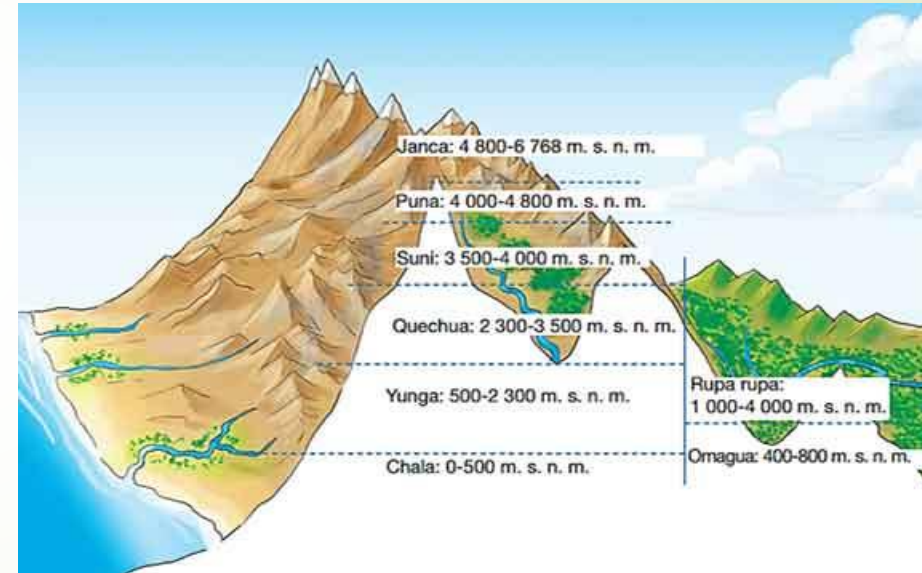 Janca: 4 800-6 768 m. s. n. m.
Puna: 4 000-4 800 m. s. n. m.
Suni: 3 500-4 000 m. s. n. m.
Quechua: 2 300-3 500 m. s. n. m.
Yunga: 500-2 300 m. s. n. m.
Chala: 0-500 m. s. n. m.
Rupa rupa:
1 000-4 000 m. s. n. m.
Omagua: 400-800 m. s. n. m.